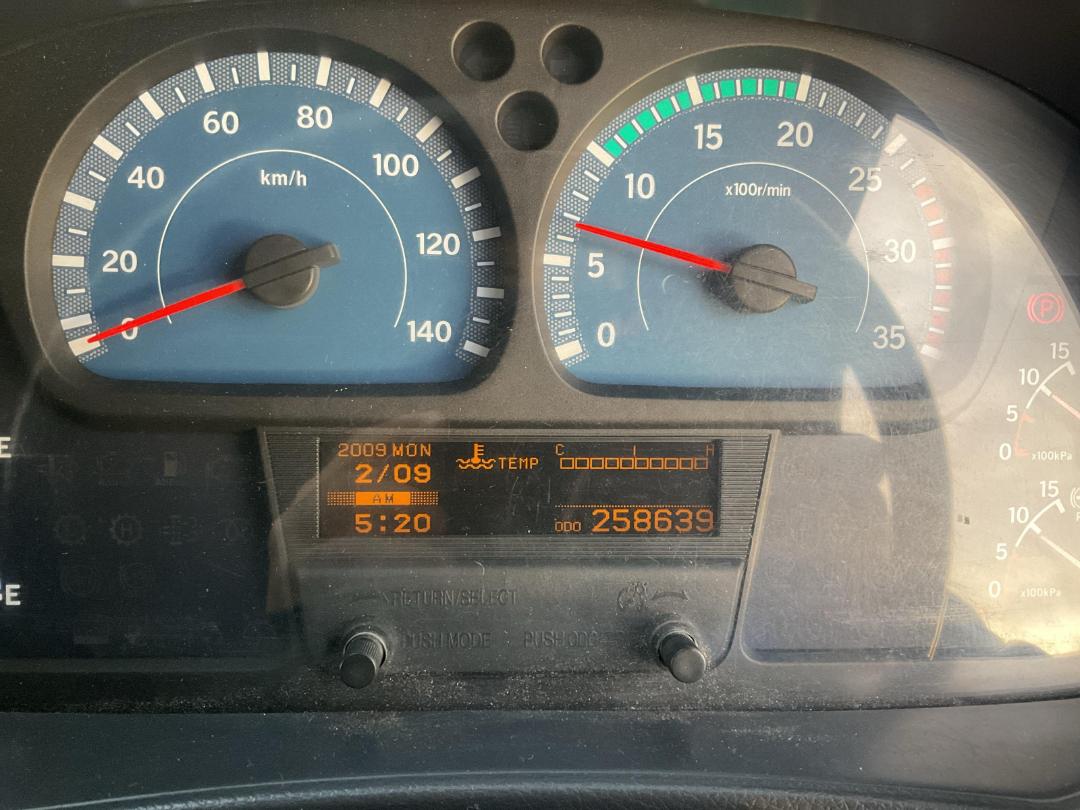 km/h
0
20
40
60
80
100
120
140
x100r/min
0
5
10
15
20
25
30
35
P
15
10
5
0
x100kPa
15
10
5
0
x100kPa
E
E
2009 MON
2/09
AM
5:20
TEMP
C H
ODO 258639
RETURN/SELECT
PUSH MODE PUSH ODO